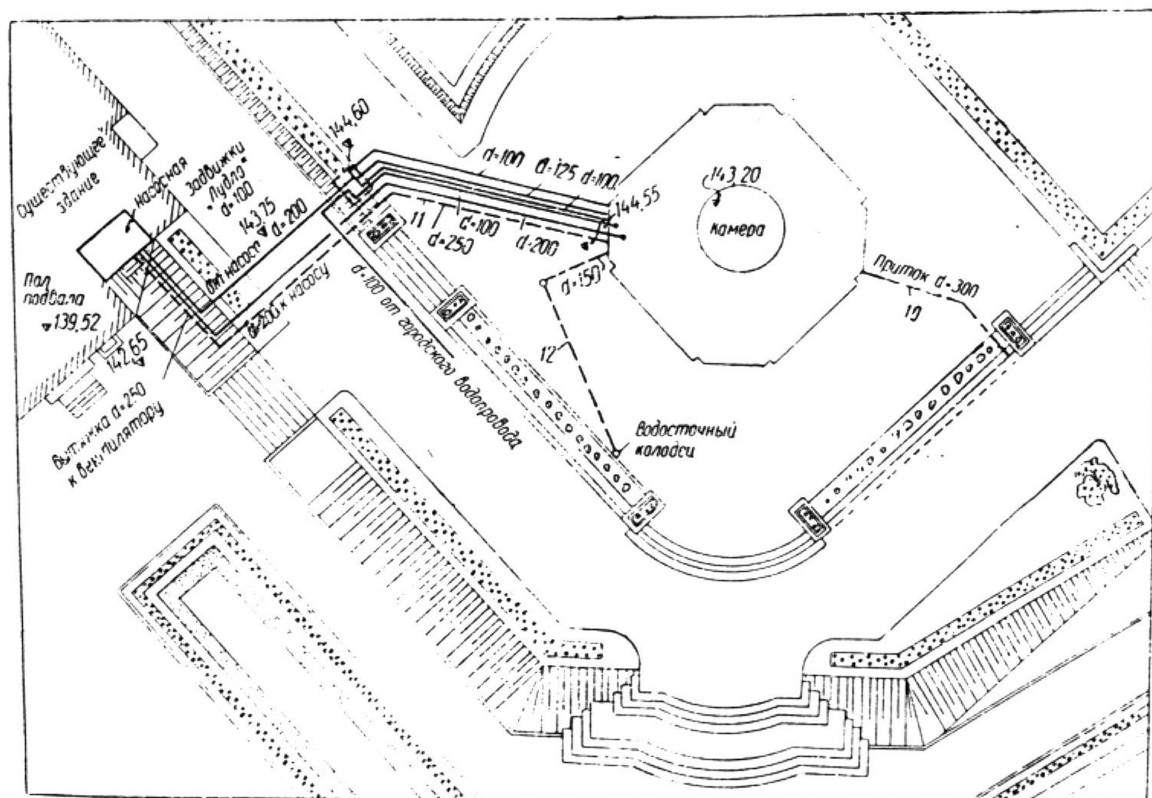 Существующее
здание
насосная
задвижки
"Лудло"
d=100
143,75
от насоса d=200
144,60
d=100
d=125
d=100
144,55
143,20
камера
11
d=100
d=250
d=200
d=150
Приток d=300
10
Пол
подвала
139,52
142,65
d=200 к насосу
d=100 от городского водопровода
12
Вытяжка d=250
к вентилятору
Водосточный
колодец